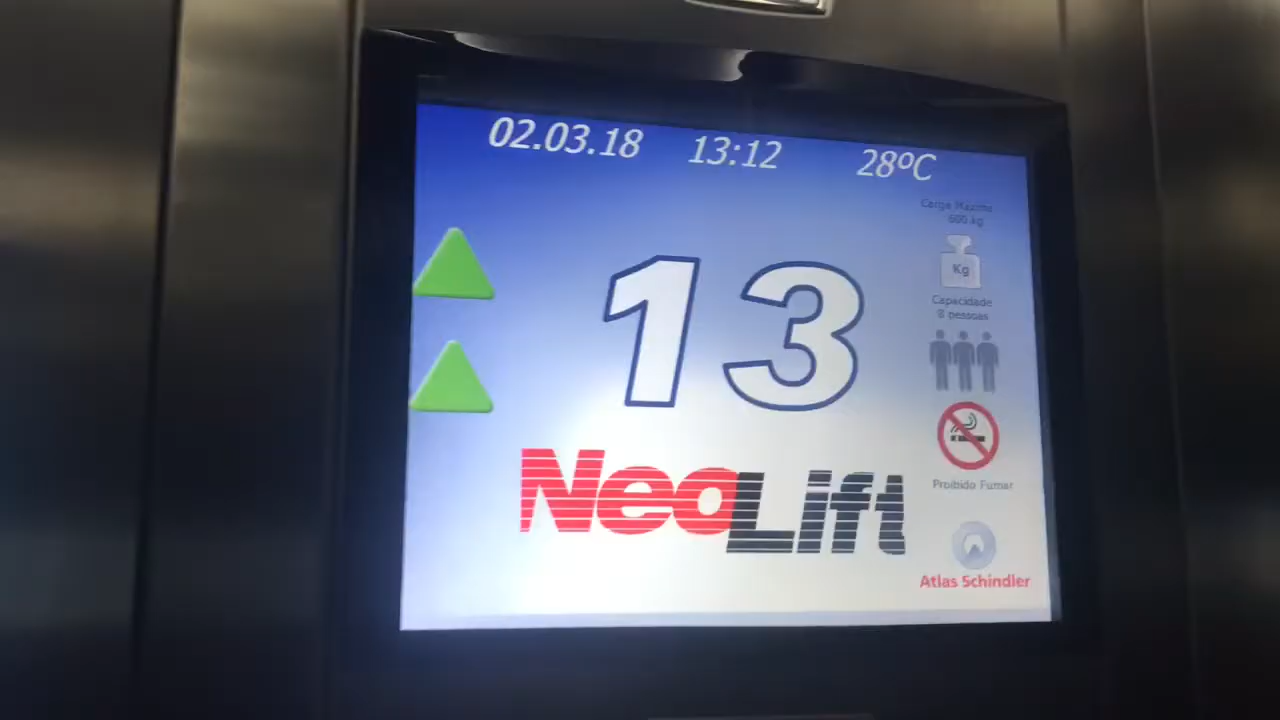 02.03.18 13:12 28ºC
Carga Maxima
600 kg
13
Kg
Capacidade
8 pessoas
NeoLift
Proibido Fumar
Atlas Schindler